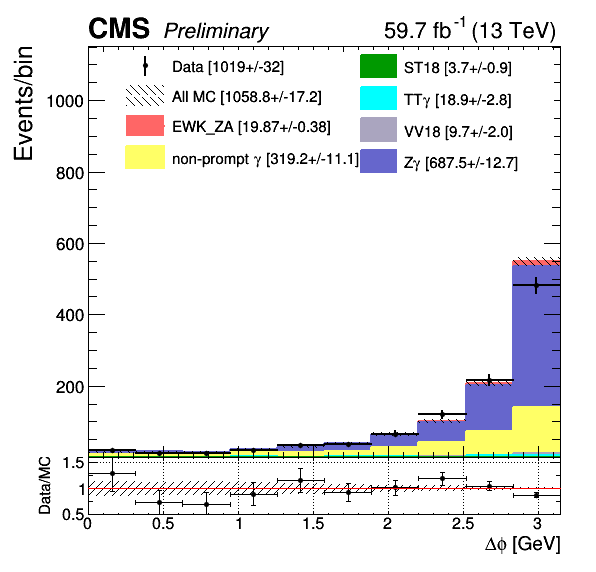 CMS Preliminary 59.7 fb⁻¹ (13 TeV)
Events/bin
Data [1019+/-32]
All MC [1058.8+/-17.2]
EWK_ZA [19.87+/-0.38]
non-prompt γ [319.2+/-11.1]
ST18 [3.7+/-0.9]
TTγ [18.9+/-2.8]
VV18 [9.7+/-2.0]
Zγ [687.5+/-12.7]
1000
800
600
400
200
Data/MC
1.5
1
0.5
0 0.5 1 1.5 2 2.5 3
Δϕ [GeV]